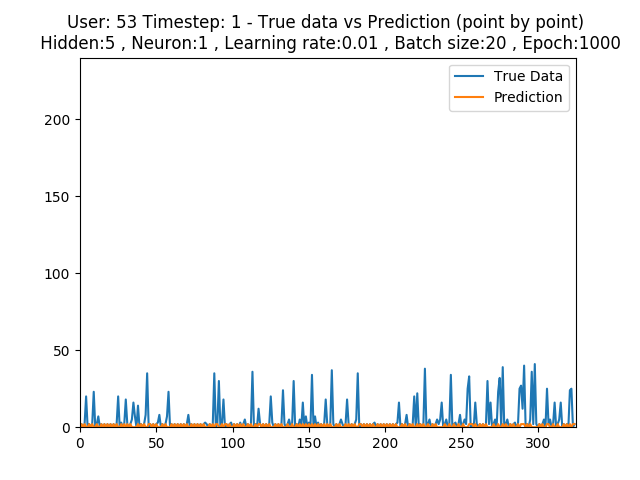 User: 53 Timestep: 1 - True data vs Prediction (point by point)
Hidden:5 , Neuron:1 , Learning rate:0.01 , Batch size:20 , Epoch:1000
True Data
Prediction
200
150
100
50
0
0 50 100 150 200 250 300